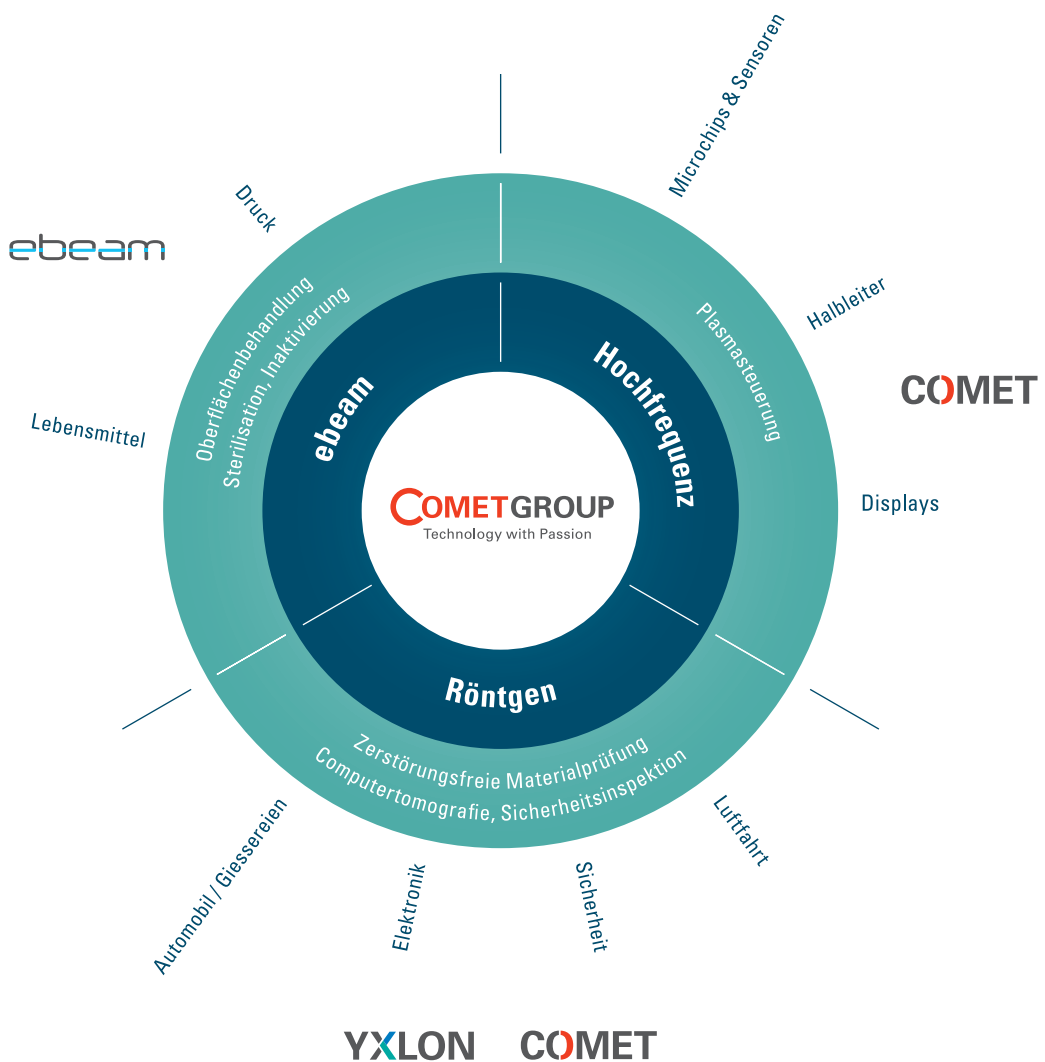 Microchips & Sensoren
Druck
ebeam
Halbleiter
Oberflächenbehandlung
Sterilisation, Inaktivierung
Plasmasteuerung
ebeam
Hochfrequenz
COMET
Lebensmittel
COMETGROUP
Technology with Passion
Displays
Röntgen
Zerstörungsfreie Materialprüfung
Computertomografie, Sicherheitsinspektion
Luftfahrt
Automobil / Giessereien
Elektronik
Sicherheit
YXLON
COMET